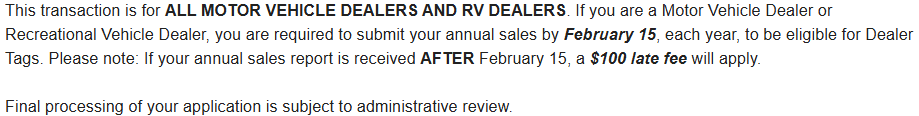 This transaction is for ALL MOTOR VEHICLE DEALERS AND RV DEALERS. If you are a Motor Vehicle Dealer or
Recreational Vehicle Dealer, you are required to submit your annual sales by February 15, each year, to be eligible for Dealer
Tags. Please note: If your annual sales report is received AFTER February 15, a $100 late fee will apply.
Final processing of your application is subject to administrative review.